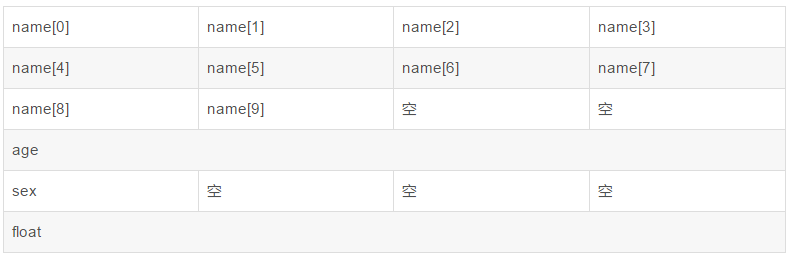 name[0] name[1] name[2] name[3]
name[4] name[5] name[6] name[7]
name[8] name[9] 空 空
age
sex 空 空 空
float